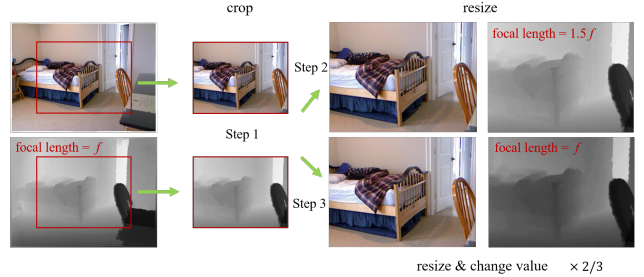 crop
resize
focal length = 1.5 f
Step 2
Step 1
focal length = f
focal length = f
Step 3
resize & change value × 2/3